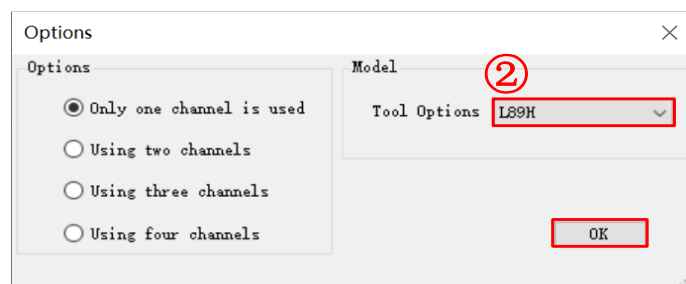 Options
Options
Only one channel is used
Using two channels
Using three channels
Using four channels
Model
②
Tool Options L89H
OK